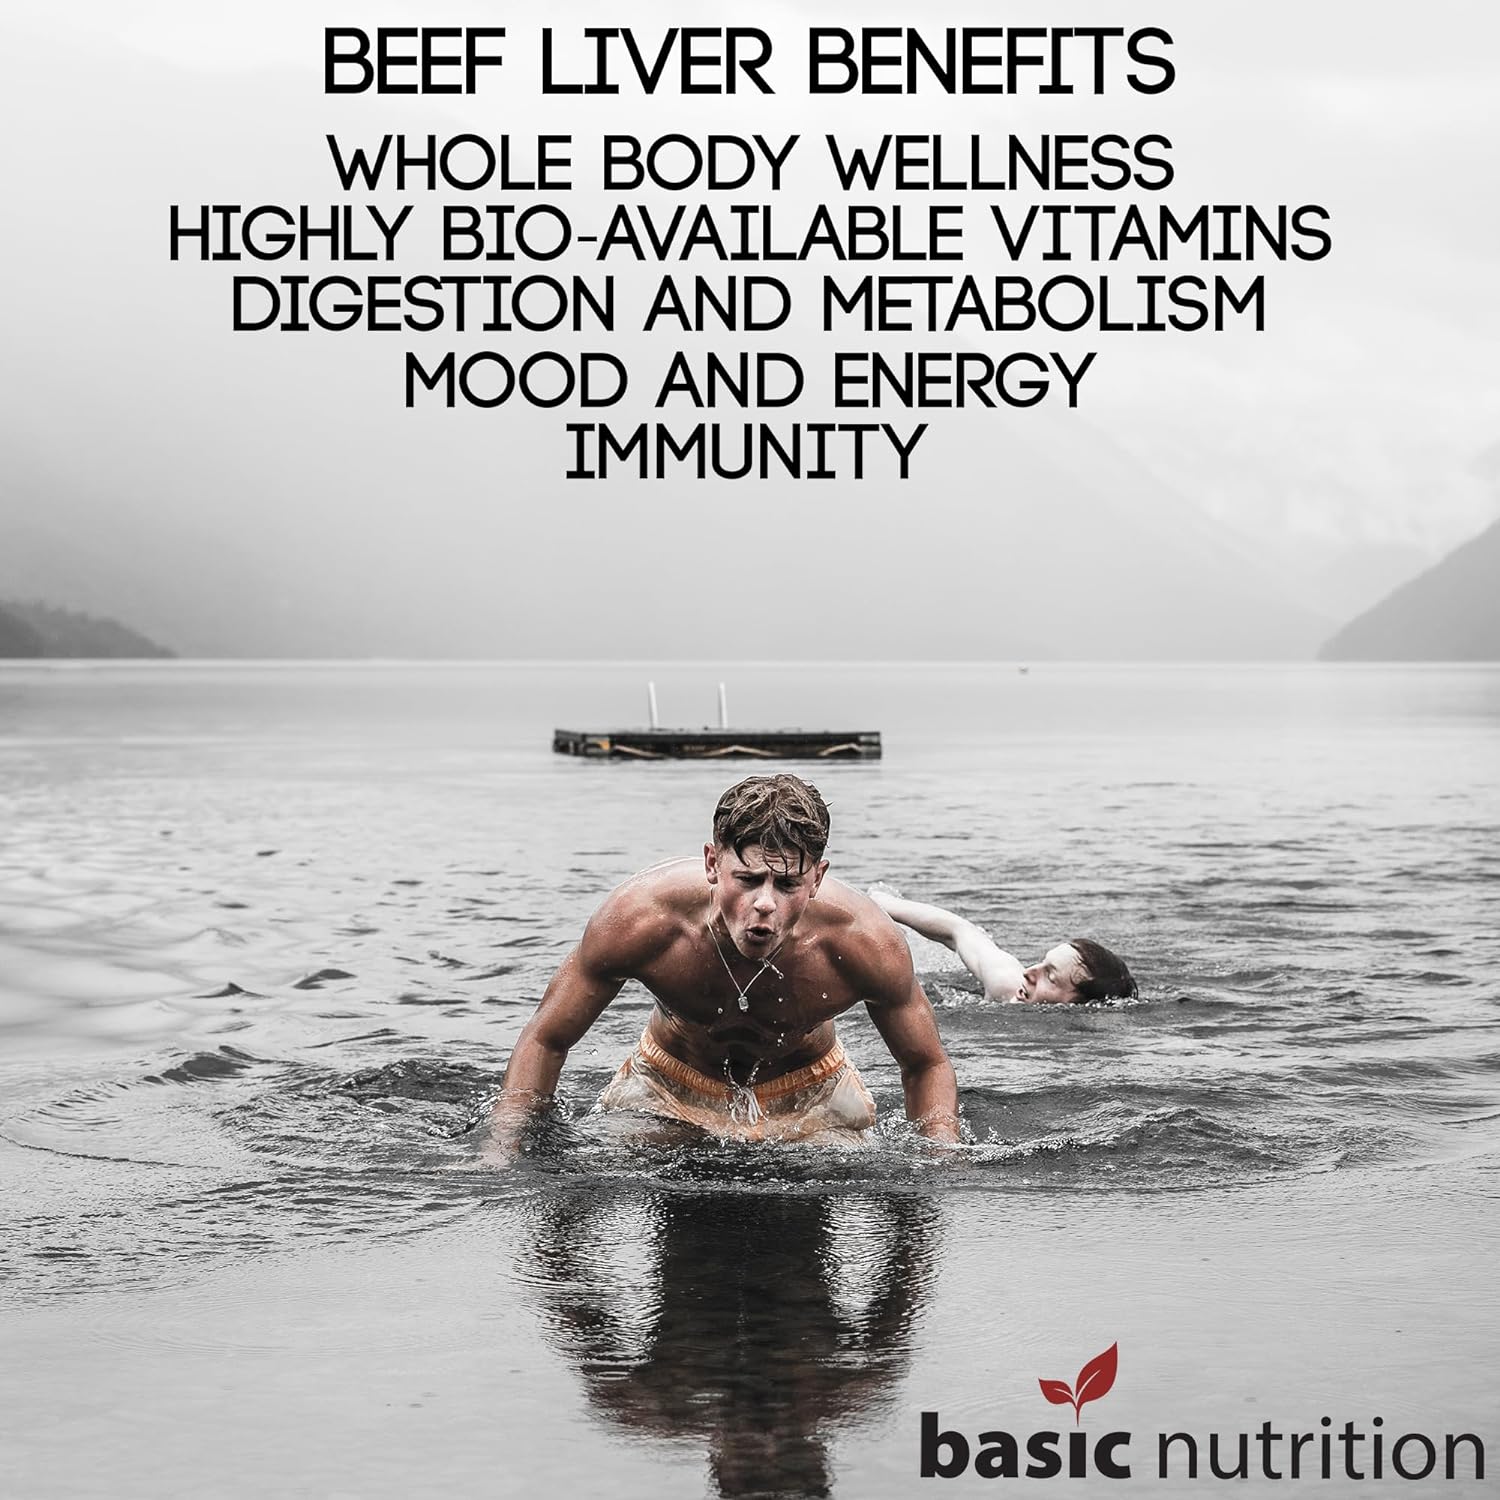 BEEF LIVER BENEFITS
WHOLE BODY WELLNESS
HIGHLY BIO-AVAILABLE VITAMINS
DIGESTION AND METABOLISM
MOOD AND ENERGY
IMMUNITY
basic nutrition